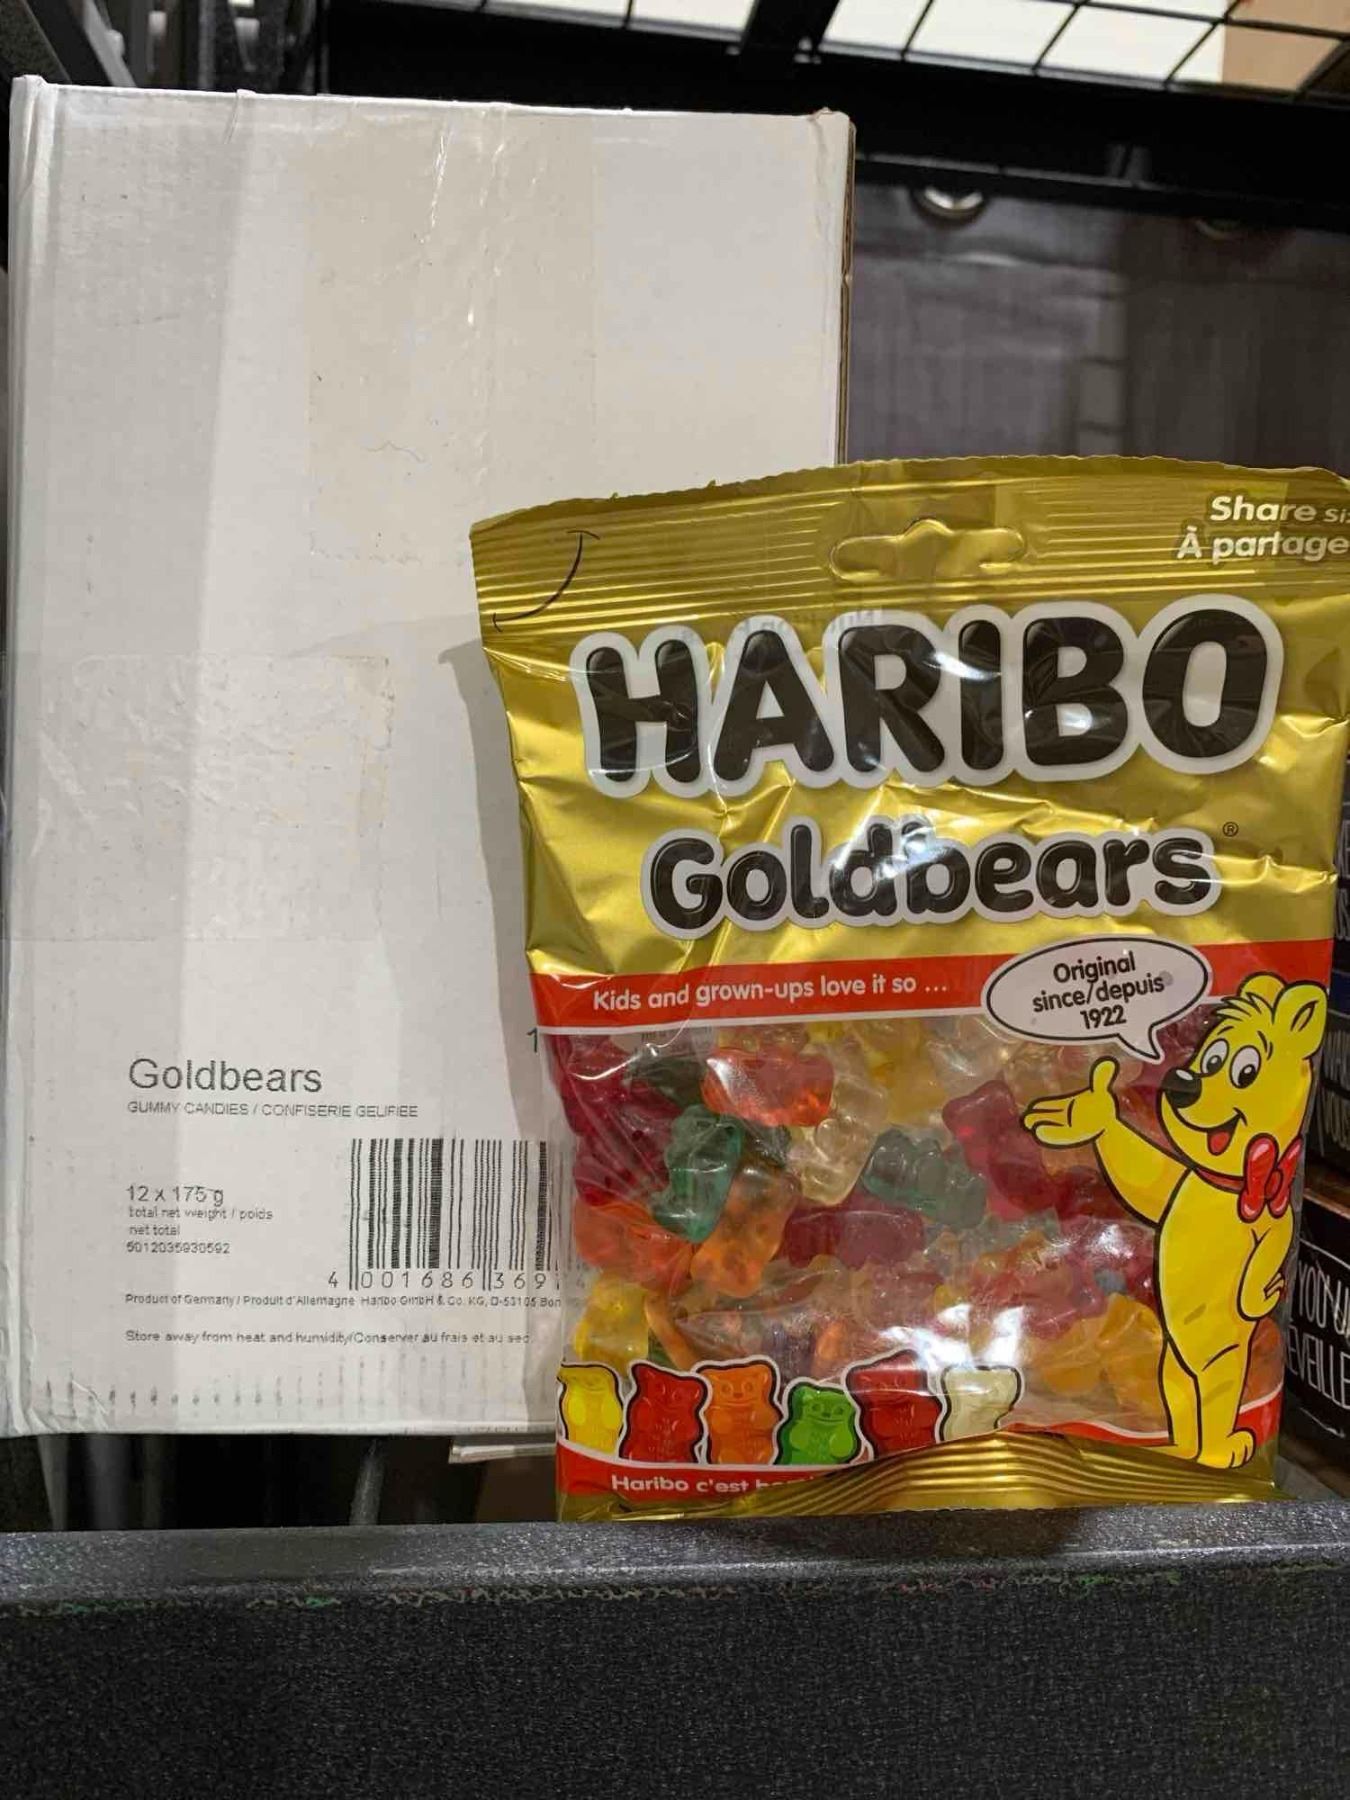 Share
À partage
HARIBO
Goldbears®
Kids and grown-ups love it so ...
Original
since/depuis
1922
Haribo c'est
Goldbears
GUMMY CANDIES / CONFISERIE GELIFIEE
12 x 175 g
total net weight / poids
net total
5012035930592
4 001686 369
Product of Germany / Produit d'Allemagne Haribo GmbH & Co. KG, D-53105 Bon
Store away from heat and humidity/Conserver au frais et au sec
YOU